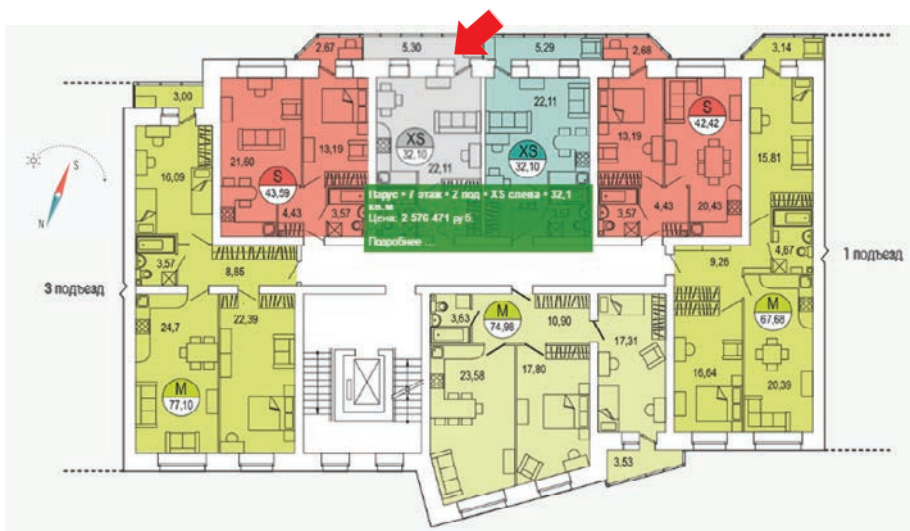 2,67
5.30
5,29
2,68
3,14
3,00
16,09
21,60
13,19
S
43,59
4,43
3,57
XS
32,10
22,11
22,11
XS
32,10
13,19
S
42,42
3,57
4,43
20,43
15,81
S
N
Парус • 7 этаж • 2 под • XS слева • 32,1
кв.м
Цена: 2 576 471 руб.
Подробнее ...
3,57
8,85
3 подъезд
9,26
4,67
1 подъезд
24,7
22,39
M
77,10
3,63
M
74,98
10,90
17,31
23,58
17,80
3.53
16,64
M
67,68
20,39